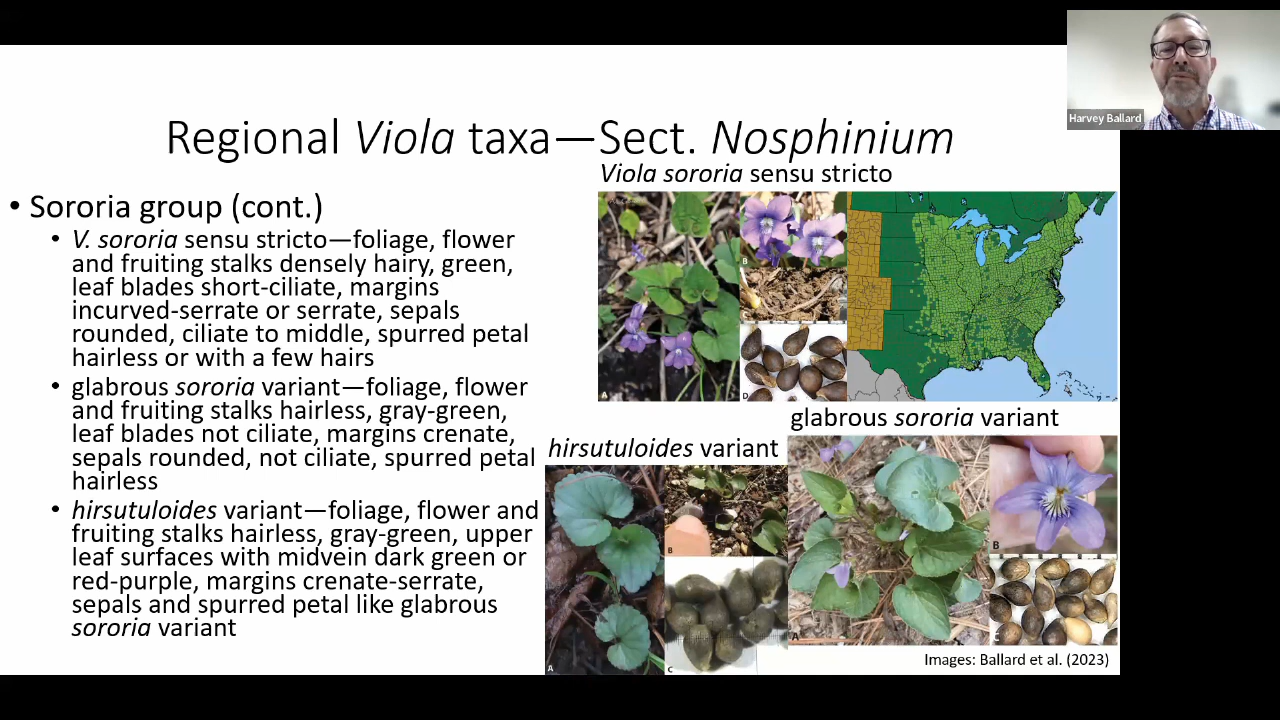 Harvey Ballard
Regional Viola taxa—Sect. Nosphinium
Viola sororia sensu stricto
• Sororia group (cont.)
• V. sororia sensu stricto—foliage, flower
and fruiting stalks densely hairy, green,
leaf blades short-ciliate, margins
incurved-serrate or serrate, sepals
rounded, ciliate to middle, spurred petal
hairless or with a few hairs
• glabrous sororia variant—foliage, flower
and fruiting stalks hairless, gray-green,
leaf blades not ciliate, margins crenate,
sepals rounded, not ciliate, spurred petal
hairless
• hirsutuloides variant—foliage, flower and
fruiting stalks hairless, gray-green, upper
leaf surfaces with midvein dark green or
red-purple, margins crenate-serrate,
sepals and spurred petal like glabrous
sororia variant
A
B
C
D
glabrous sororia variant
hirsutuloides variant
A
B
C
A
B
C
Images: Ballard et al. (2023)